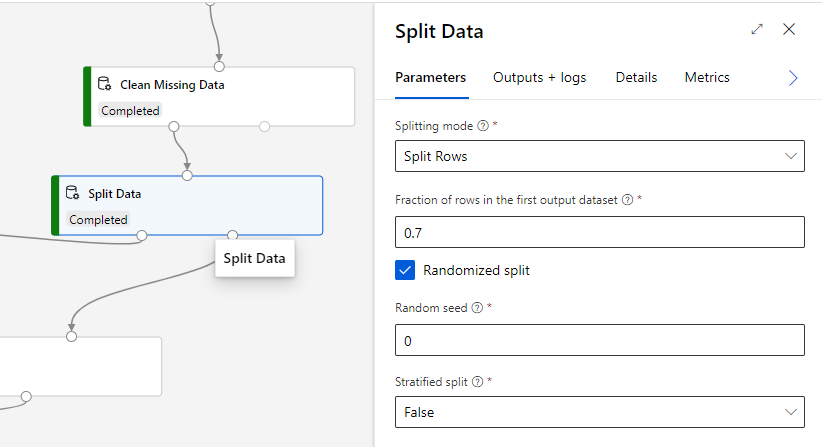 Clean Missing Data
Completed
Split Data
Completed
Split Data
Split Data
Parameters
Outputs + logs
Details
Metrics
Splitting mode *
Split Rows
Fraction of rows in the first output dataset *
0.7
Randomized split
Random seed *
0
Stratified split *
False